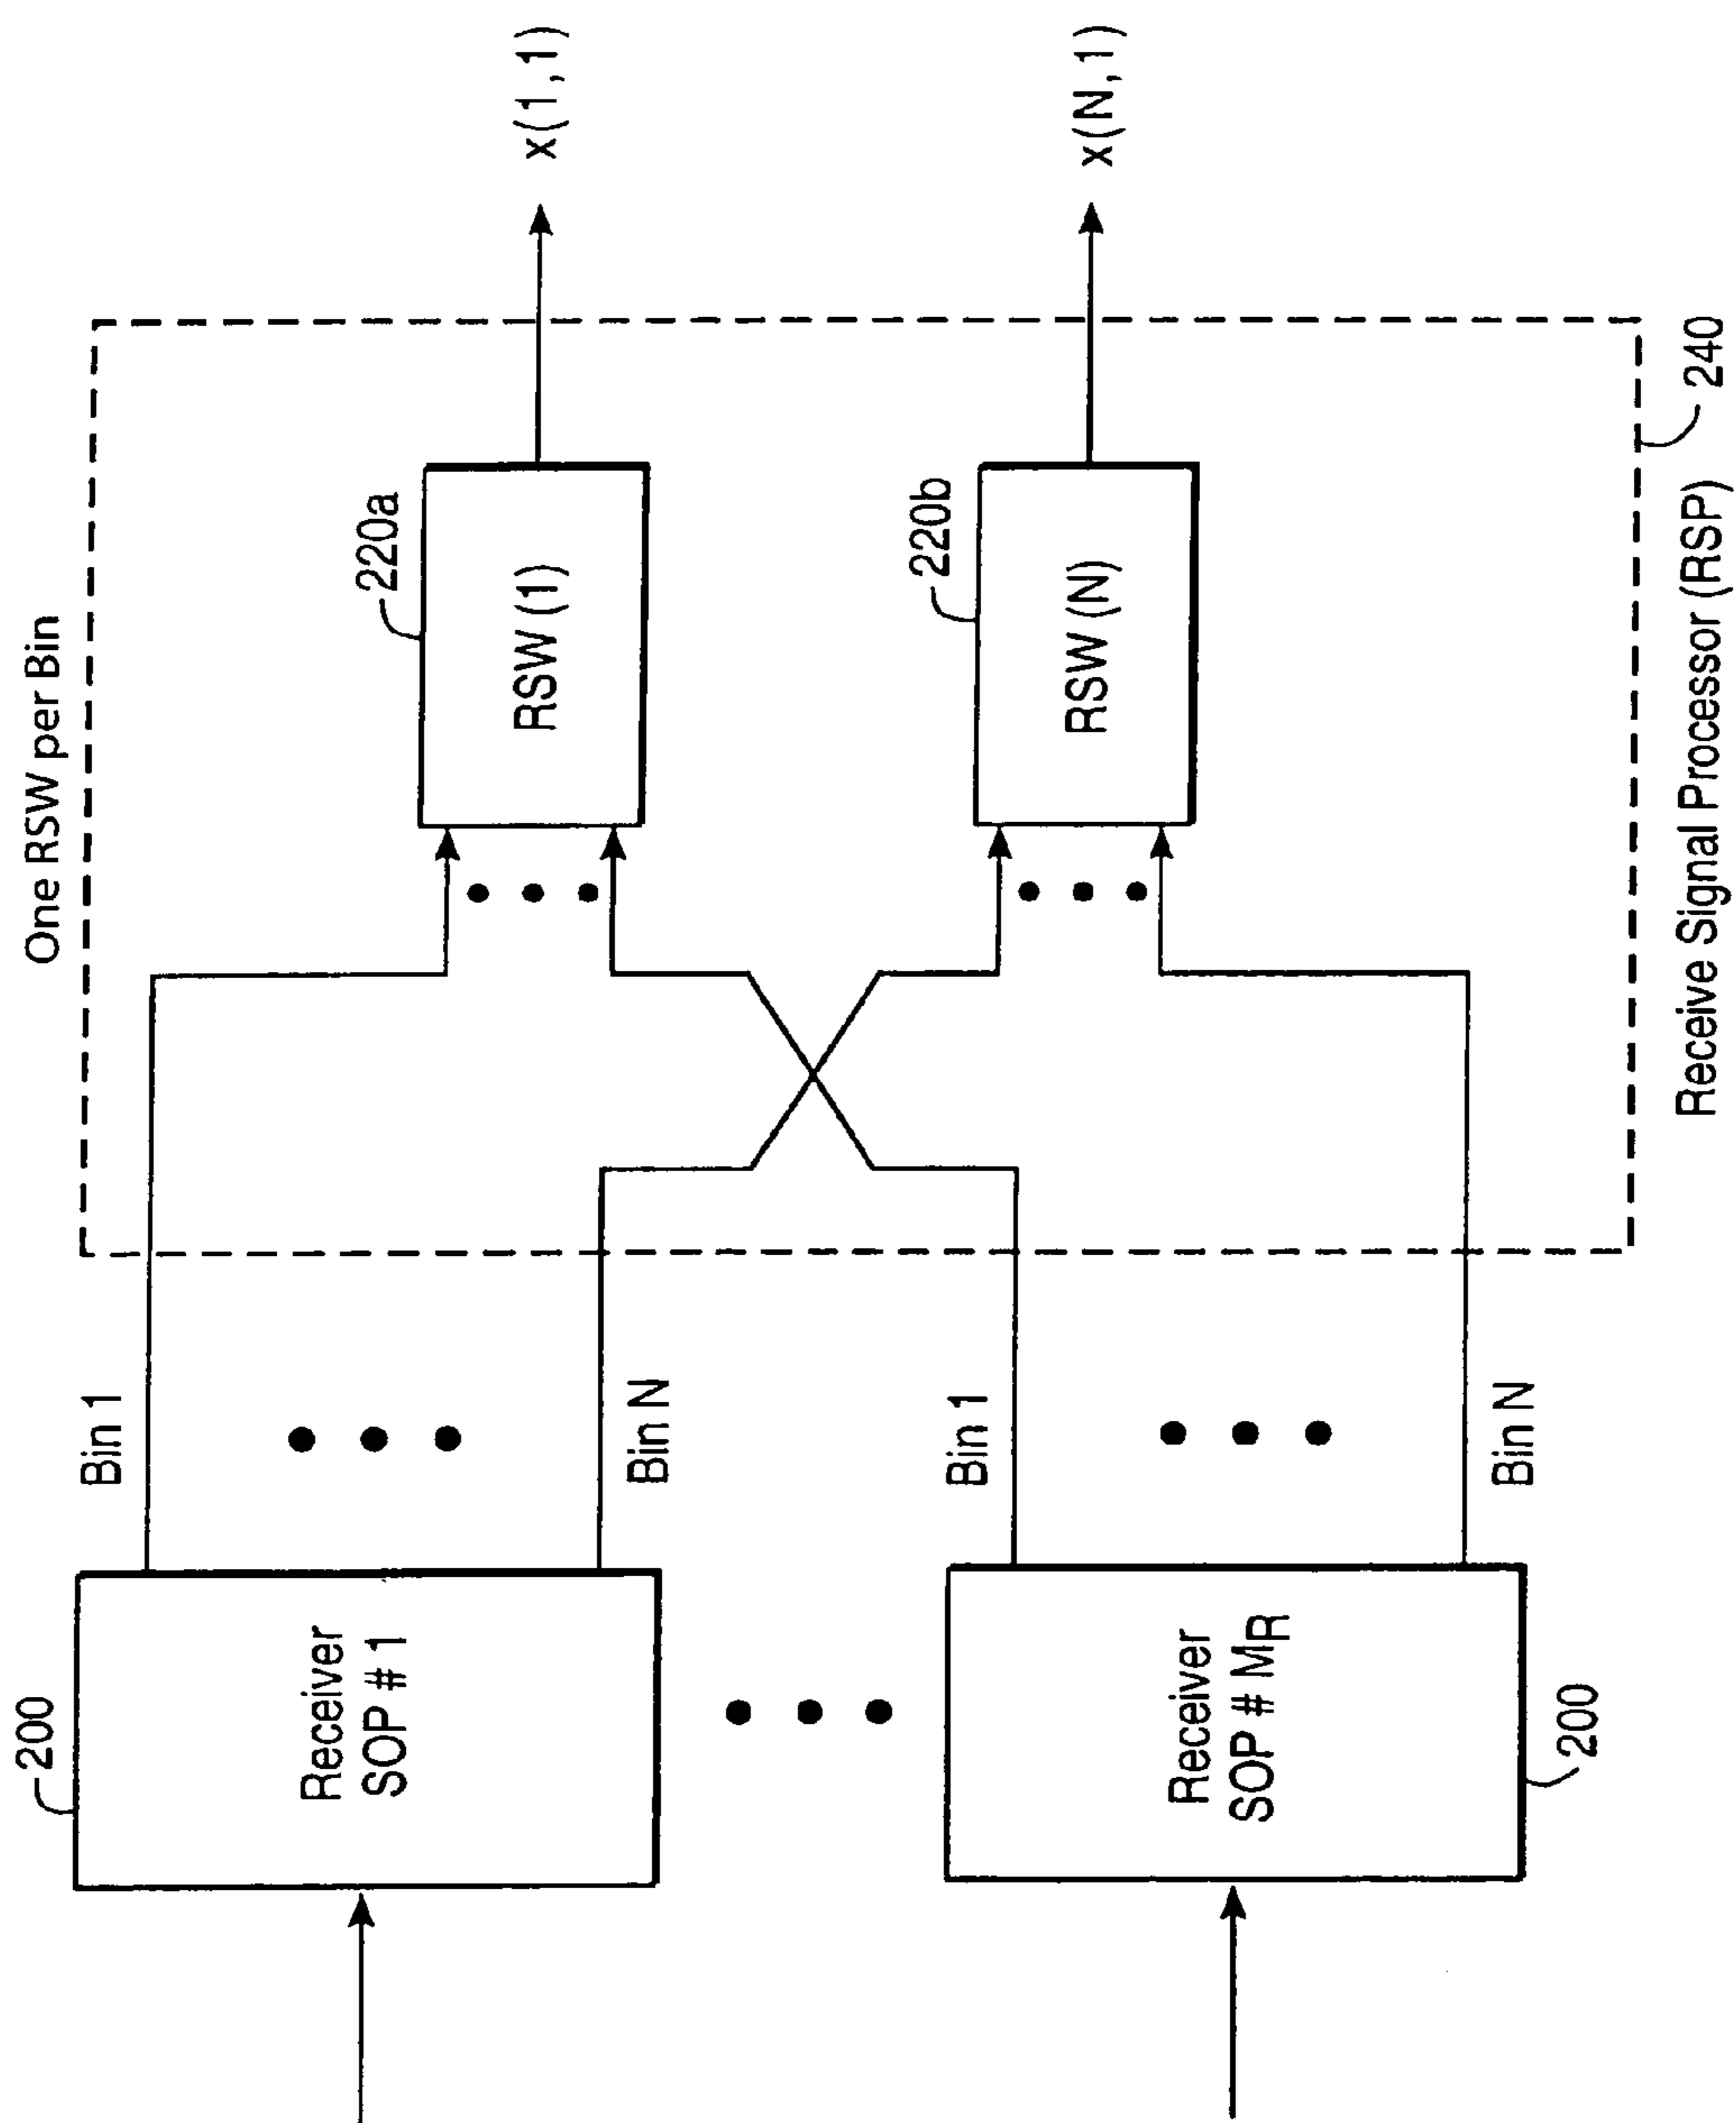 One RSW per Bin
200
Receiver
SOP # 1
Bin 1
Bin N
220a
RSW (1)
x(1,1)
Receiver
SOP # MR
200
Bin 1
Bin N
220b
RSW (N)
x(N,1)
240
Receive Signal Processor (RSP)